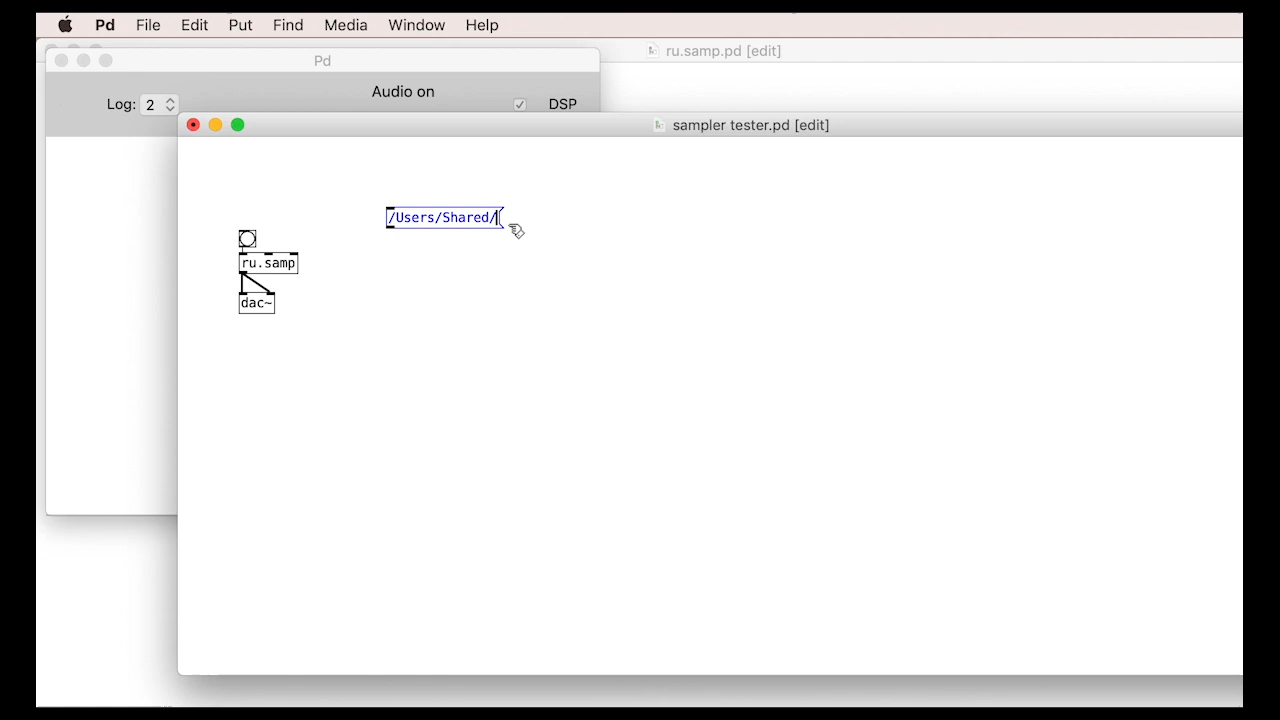 Pd File Edit Put Find Media Window Help
ru.samp.pd [edit]
Pd
Audio on
Log: 2 DSP
sampler tester.pd [edit]
/Users/Shared/
ru.samp
dac~